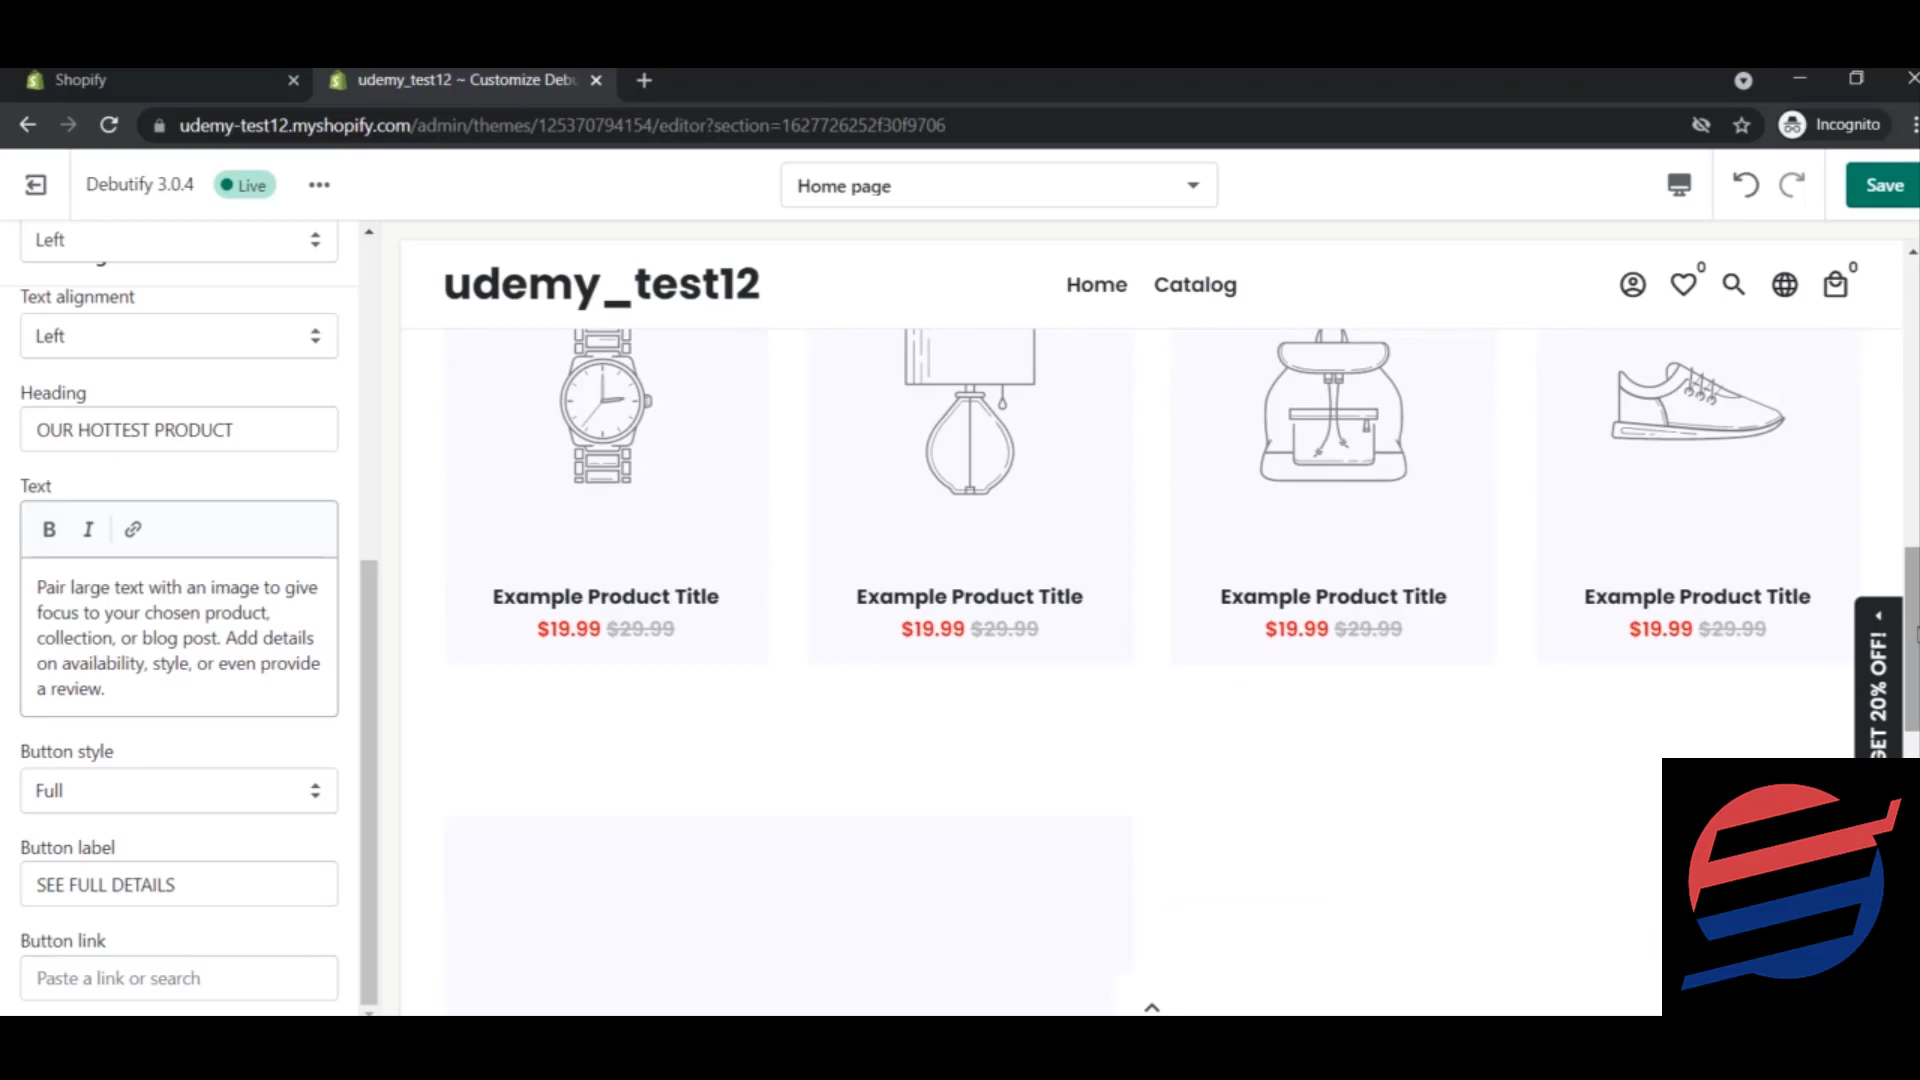 Shopify
udemy_test12 ~ Customize Debu
udemy-test12.myshopify.com/admin/themes/125370794154/editor?section=1627726252f30f9706
Incognito
Debutify 3.0.4
Live
Home page
Save
Left
Text alignment
Left
Heading
OUR HOTTEST PRODUCT
Text
B I
Pair large text with an image to give
focus to your chosen product,
collection, or blog post. Add details
on availability, style, or even provide
a review.
Button style
Full
Button label
SEE FULL DETAILS
Button link
Paste a link or search
udemy_test12
Home Catalog
0
0
Example Product Title
$19.99 $29.99
Example Product Title
$19.99 $29.99
Example Product Title
$19.99 $29.99
Example Product Title
$19.99 $29.99
GET 20% OFF!